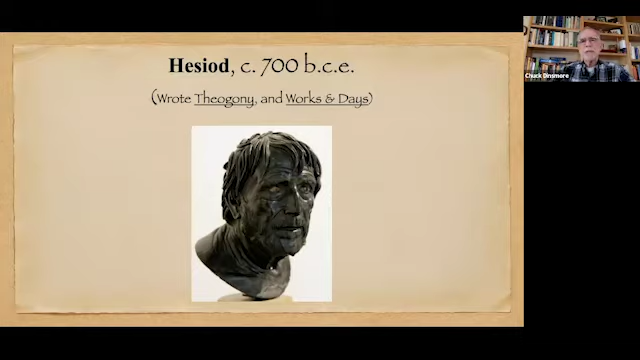 Hesiod, c. 700 b.c.e.
(Wrote Theogony, and Works & Days)
Chuck Dinsmore